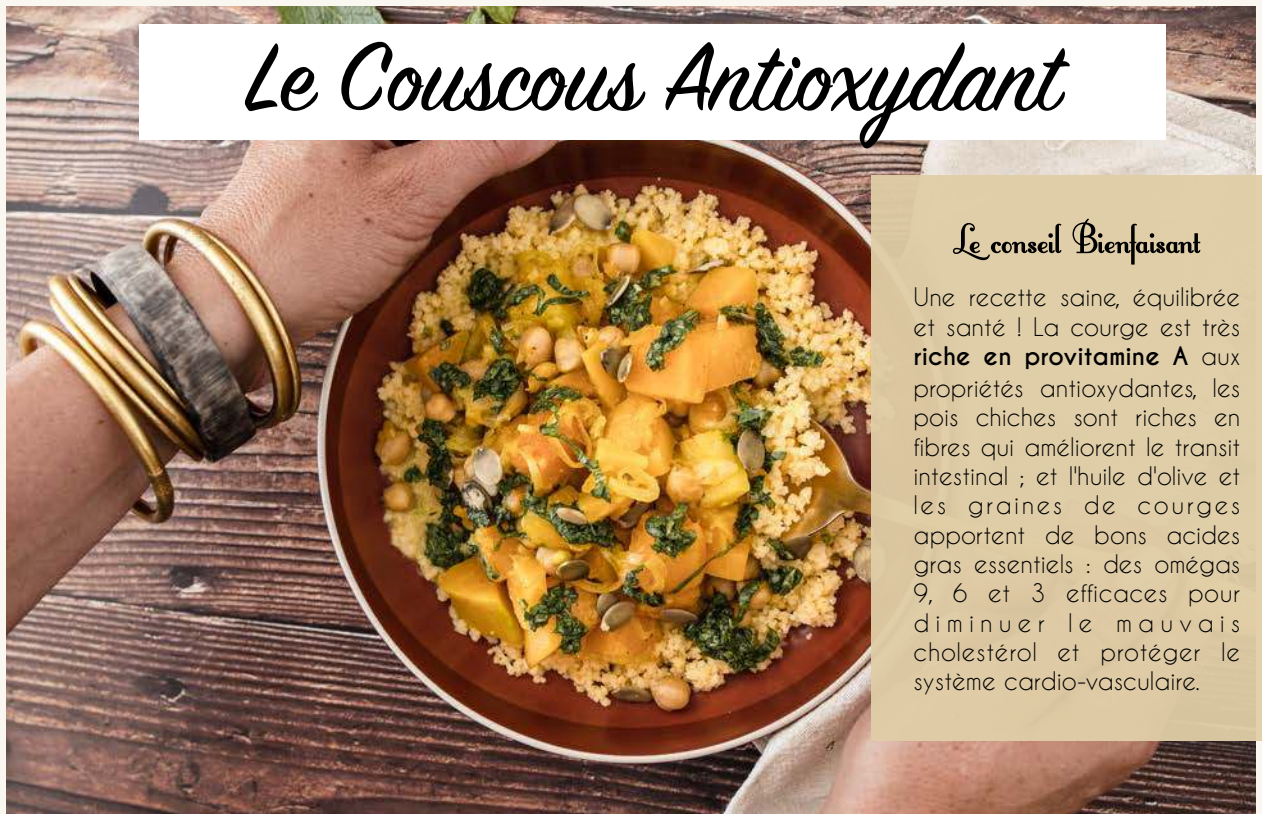 Le Couscous Antioxydant
Le conseil Bienfaisant
Une recette saine, équilibrée
et santé ! La courge est très
riche en provitamine A aux
propriétés antioxydantes, les
pois chiches sont riches en
fibres qui améliorent le transit
intestinal ; et l'huile d'olive et
les graines de courges
apportent de bons acides
gras essentiels : des omégas
9, 6 et 3 efficaces pour
diminuer le mauvais
cholestérol et protéger le
système cardio-vasculaire.